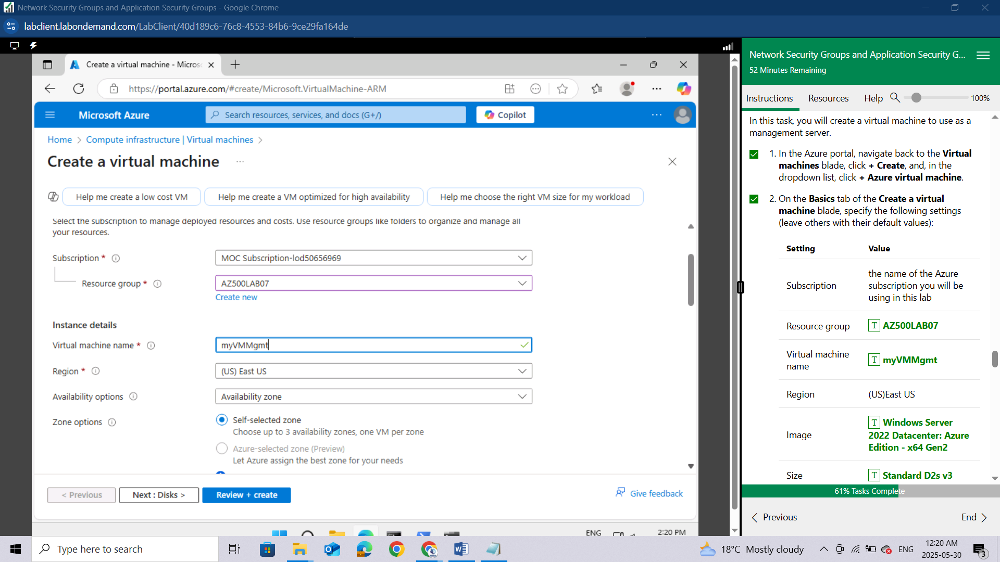 Network Security Groups and Application Security Groups - Google Chrome
labclient.labondemand.com/LabClient/40d189c6-76c8-4553-84b6-9ce29fa164de
Create a virtual machine - Micros
https://portal.azure.com/#create/Microsoft.VirtualMachine-ARM
Microsoft Azure
Search resources, services, and docs (G+/)
Copilot
Home > Compute infrastructure | Virtual machines >
Create a virtual machine
Help me create a low cost VM
Help me create a VM optimized for high availability
Help me choose the right VM size for my workload
Select the subscription to manage deployed resources and costs. Use resource groups like folders to organize and manage all
your resources.
Subscription *
MOC Subscription-lod50656969
Resource group *
AZ500LAB07
Create new
Instance details
Virtual machine name *
myVMMgmt
Region *
(US) East US
Availability options
Availability zone
Zone options
Self-selected zone
Choose up to 3 availability zones, one VM per zone
Azure-selected zone (Preview)
Let Azure assign the best zone for your needs
< Previous
Next : Disks >
Review + create
Give feedback
ENG
2:20 PM
Network Security Groups and Application Security G...
52 Minutes Remaining
Instructions
Resources
Help
100%
In this task, you will create a virtual machine to use as a
management server.
1. In the Azure portal, navigate back to the Virtual
machines blade, click + Create, and, in the
dropdown list, click + Azure virtual machine.
2. On the Basics tab of the Create a virtual
machine blade, specify the following settings
(leave others with their default values):
Setting
Value
Subscription
the name of the Azure
subscription you will be
using in this lab
Resource group
T AZ500LAB07
Virtual machine
name
T myVMMgmt
Region
(US)East US
Image
T Windows Server
2022 Datacenter: Azure
Edition - x64 Gen2
Size
T Standard D2s v3
61% Tasks Complete
Previous
End
Type here to search
18°C Mostly cloudy
ENG
12:20 AM
2025-05-30
3